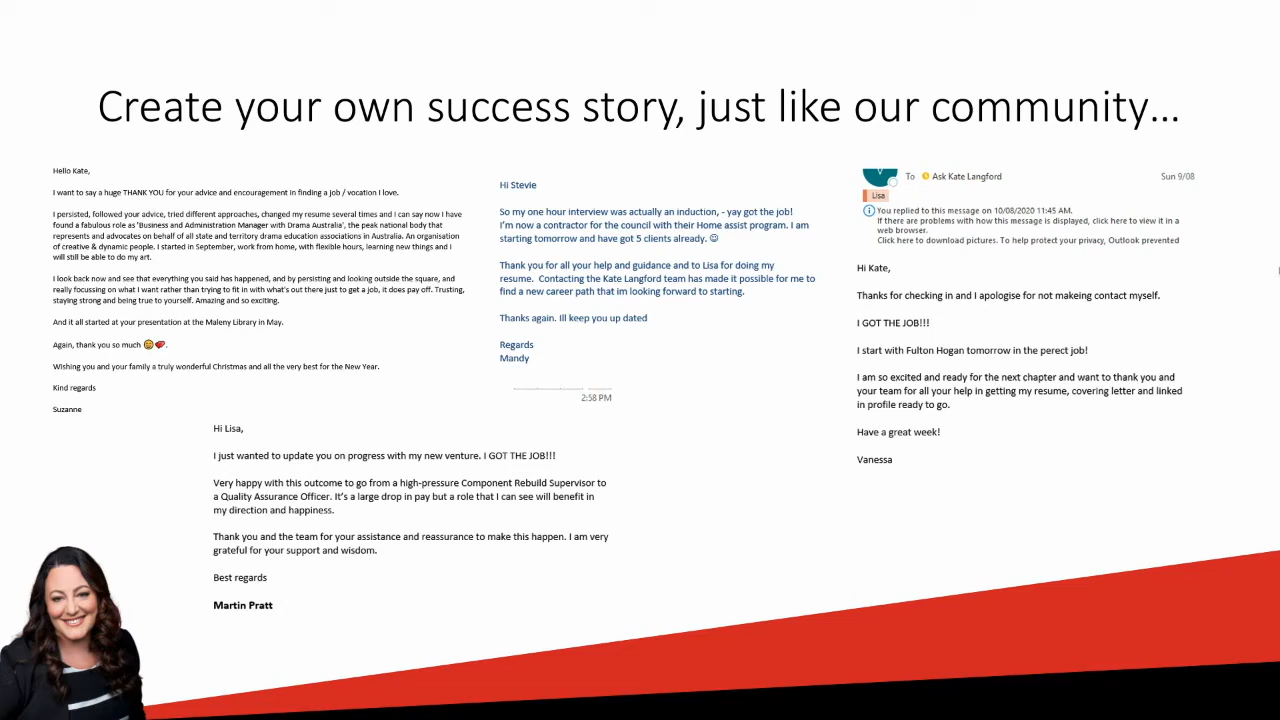 Create your own success story, just like our community...
Hello Kate,
I want to say a huge THANK YOU for your advice and encouragement in finding a job / vocation I love.
I persisted, followed your advice, tried different approaches, changed my resume several times and I can say now I have
found a fabulous role as 'Business and Administration Manager with Drama Australia', the peak national body that
represents and advocates on behalf of all state and territory drama education associations in Australia. An organisation
of creative & dynamic people. I started in September, work from home, with flexible hours, learning new things and I
will still be able to do my art.
I look back now and see that everything you said has happened, and by persisting and looking outside the square, and
really focussing on what I want rather than trying to fit in with what's out there just to get a job, it does pay off. Trusting,
staying strong and being true to yourself. Amazing and so exciting.
And it all started at your presentation at the Maleny Library in May.
Again, thank you so much 😊❤.
Wishing you and your family a truly wonderful Christmas and all the very best for the New Year.
Kind regards
Suzanne
Hi Stevie
So my one hour interview was actually an induction, - yay got the job!
I'm now a contractor for the council with their Home assist program. I am
starting tomorrow and have got 5 clients already. ☺
Thank you for all your help and guidance and to Lisa for doing my
resume. Contacting the Kate Langford team has made it possible for me to
find a new career path that im looking forward to starting.
Thanks again. Ill keep you up dated
Regards
Mandy
2:58 PM
Hi Lisa,
I just wanted to update you on progress with my new venture. I GOT THE JOB!!!
Very happy with this outcome to go from a high-pressure Component Rebuild Supervisor to
a Quality Assurance Officer. It's a large drop in pay but a role that I can see will benefit in
my direction and happiness.
Thank you and the team for your assistance and reassurance to make this happen. I am very
grateful for your support and wisdom.
Best regards
Martin Pratt
To Ask Kate Langford Sun 9/08
Lisa
You replied to this message on 10/08/2020 11:45 AM.
If there are problems with how this message is displayed, click here to view it in a
web browser.
Click here to download pictures. To help protect your privacy, Outlook prevented
Hi Kate,
Thanks for checking in and I apologise for not makeing contact myself.
I GOT THE JOB!!!
I start with Fulton Hogan tomorrow in the perect job!
I am so excited and ready for the next chapter and want to thank you and
your team for all your help in getting my resume, covering letter and linked
in profile ready to go.
Have a great week!
Vanessa